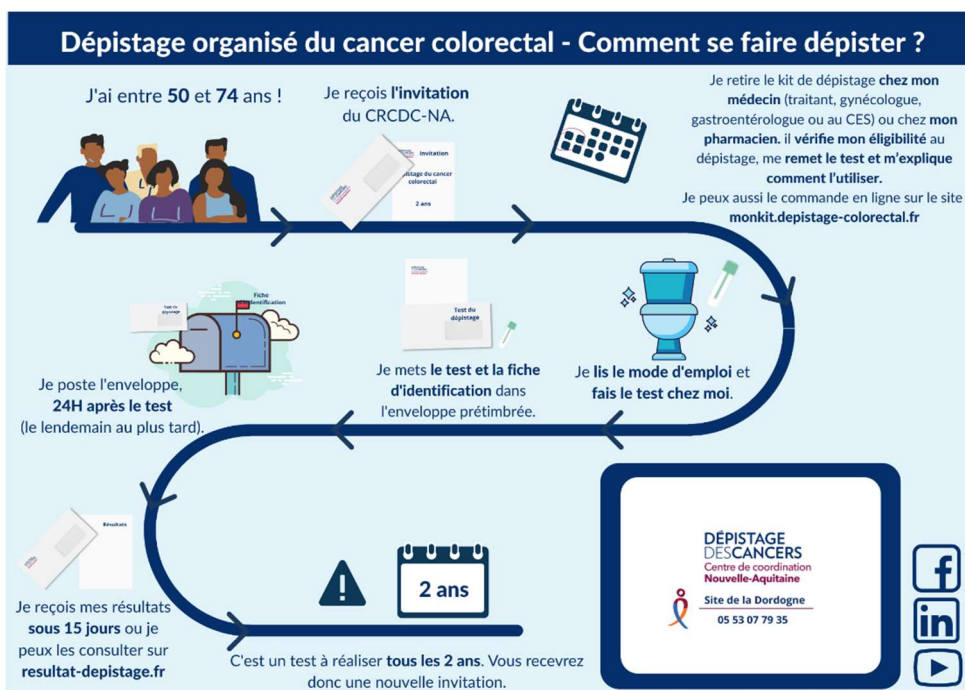 Dépistage organisé du cancer colorectal - Comment se faire dépister ?
J'ai entre 50 et 74 ans !
Je reçois l'invitation
du CRCDC-NA.
Invitation
colorectal
2 ans
Je retire le kit de dépistage chez mon
médecin (traitant, gynécologue,
gastroentérologue ou au CES) ou chez mon
pharmacien. il vérifie mon éligibilité au
dépistage, me remet le test et m'explique
comment l'utiliser.
Je peux aussi le commande en ligne sur le site
monkit.depistage-colorectal.fr
Je lis le mode d'emploi et
fais le test chez moi.
Test du
dépistage
Je mets le test et la fiche
d'identification dans
l'enveloppe prétimbrée.
Fiche
Test du
dépistage
Je poste l'enveloppe,
24H après le test
(le lendemain au plus tard).
Résultats
Je reçois mes résultats
sous 15 jours ou je
peux les consulter sur
resultat-depistage.fr
2 ans
C'est un test à réaliser tous les 2 ans. Vous recevrez
donc une nouvelle invitation.
DÉPISTAGE
DESCANCERS
Centre de coordination
Nouvelle-Aquitaine
Site de la Dordogne
05 53 07 79 35